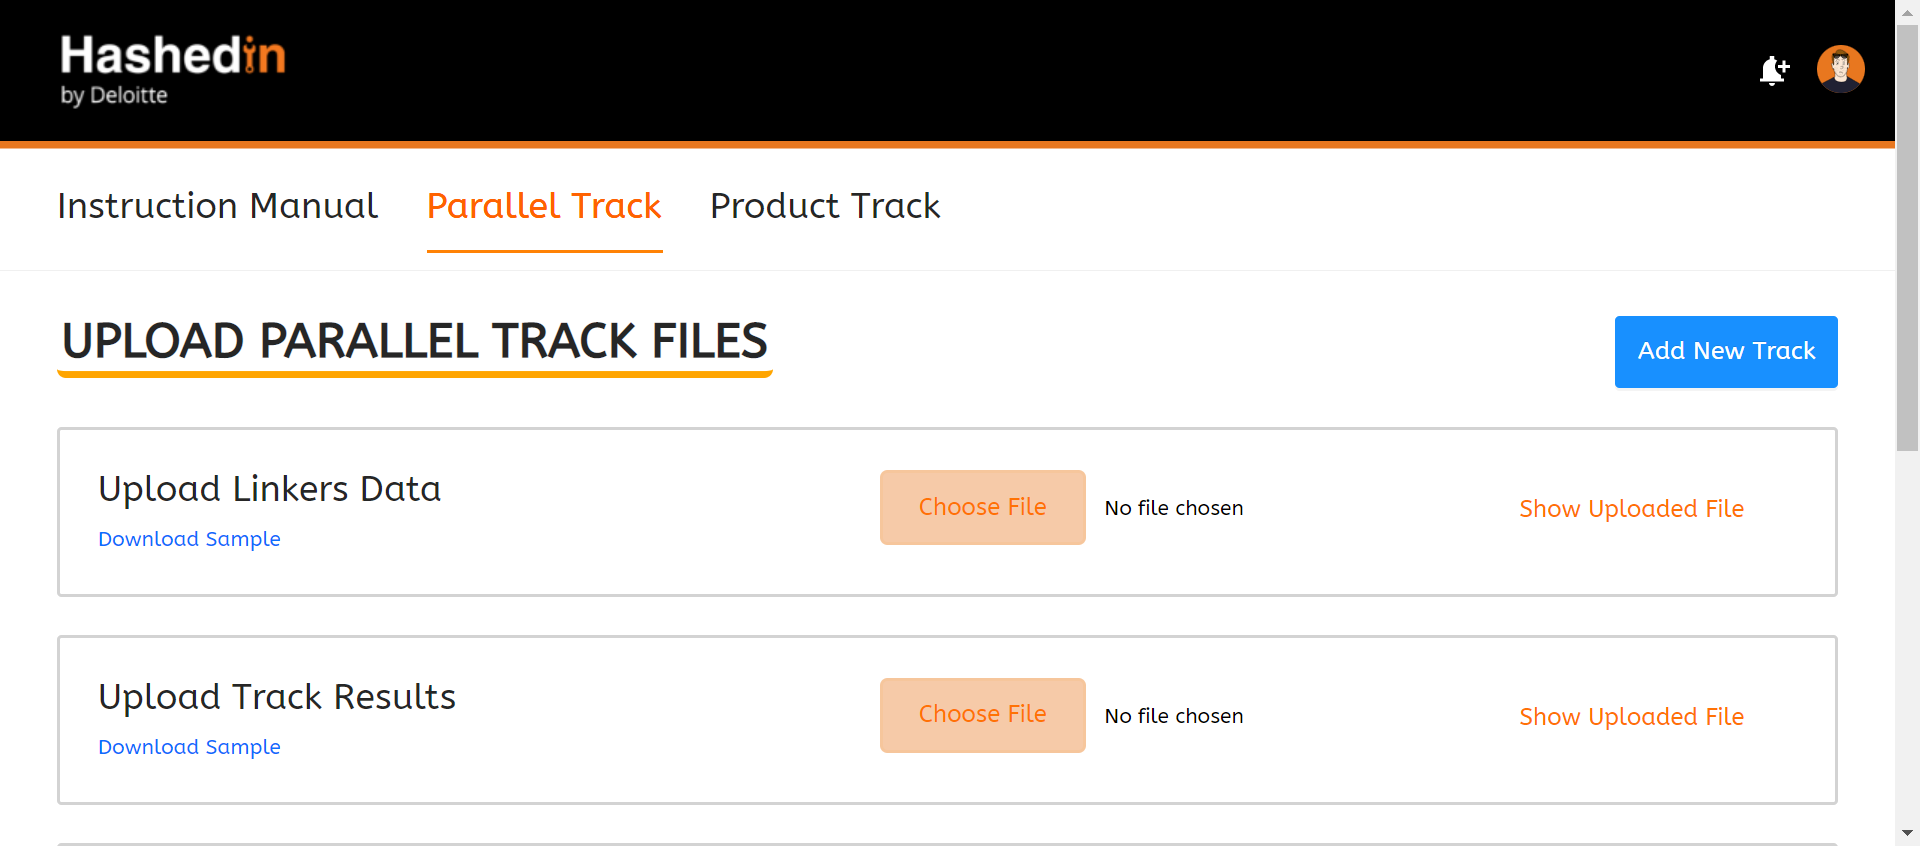 Hashedin
by Deloitte
Instruction Manual
Parallel Track
Product Track
UPLOAD PARALLEL TRACK FILES
Add New Track
Upload Linkers Data
Download Sample
Choose File
No file chosen
Show Uploaded File
Upload Track Results
Download Sample
Choose File
No file chosen
Show Uploaded File